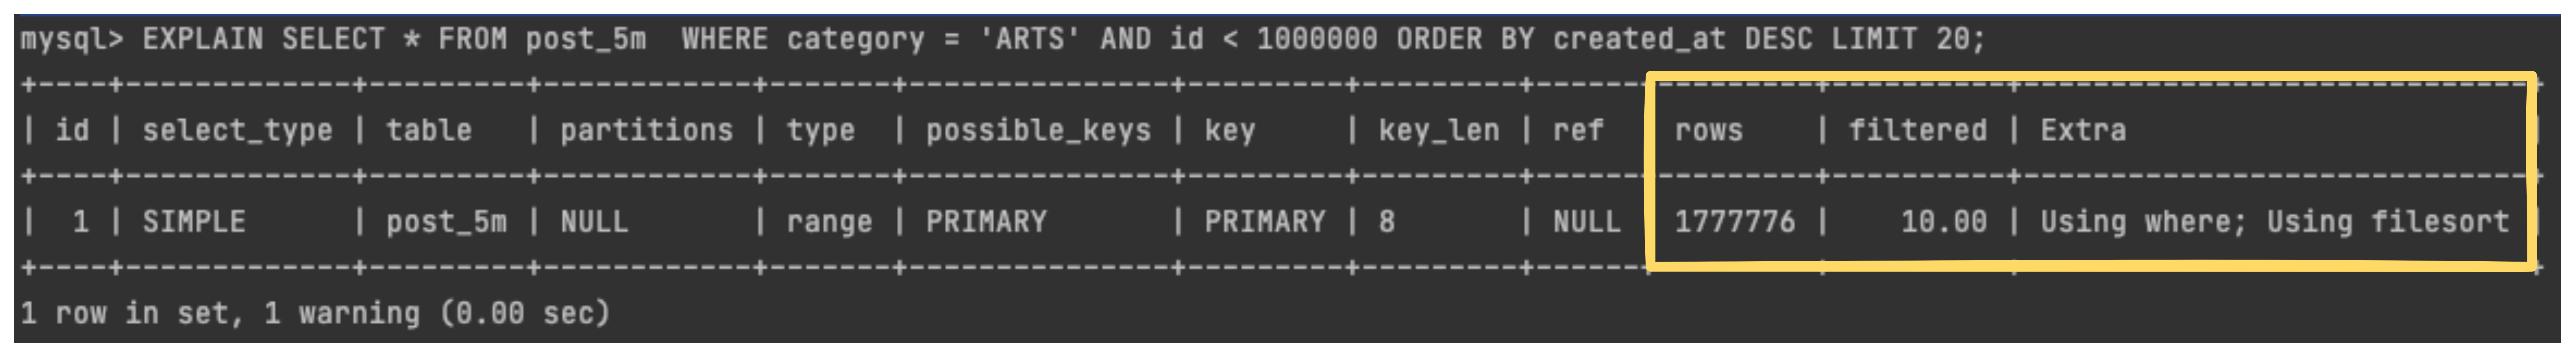 mysql> EXPLAIN SELECT * FROM post_5m  WHERE category = 'ARTS' AND id < 1000000 ORDER BY created_at DESC LIMIT 20;
+----+-------------+---------+------------+-------+---------------+---------+---------+------+---------+----------+-----------------------------+
| id | select_type | table   | partitions | type  | possible_keys | key     | key_len | ref    rows    | filtered | Extra                       |
+----+-------------+---------+------------+-------+---------------+---------+---------+------+---------+----------+-----------------------------+
|  1 | SIMPLE      | post_5m | NULL       | range | PRIMARY       | PRIMARY | 8       | NULL   1777776 |    10.00 | Using where; Using filesort |
+----+-------------+---------+------------+-------+---------------+---------+---------+------+---------+----------+-----------------------------+
1 row in set, 1 warning (0.00 sec)